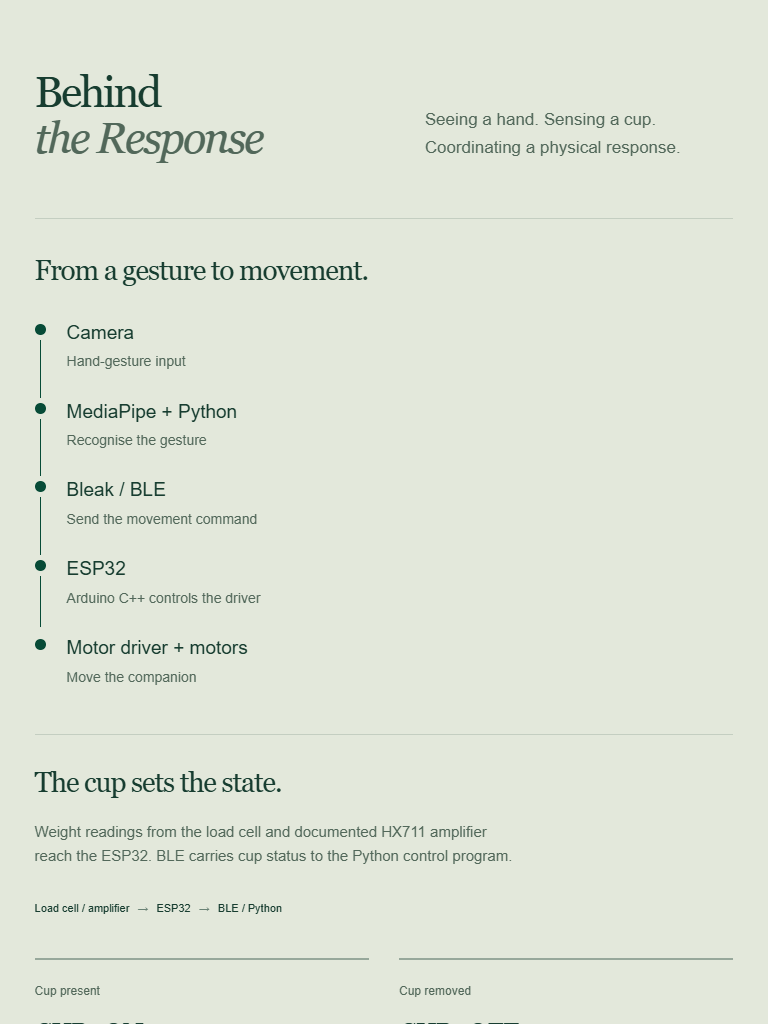 Behind
the Response
Seeing a hand. Sensing a cup.
Coordinating a physical response.
From a gesture to movement.
Camera
Hand-gesture input
MediaPipe + Python
Recognise the gesture
Bleak / BLE
Send the movement command
ESP32
Arduino C++ controls the driver
Motor driver + motors
Move the companion
The cup sets the state.
Weight readings from the load cell and documented HX711 amplifier
reach the ESP32. BLE carries cup status to the Python control program.
Load cell / amplifier → ESP32 → BLE / Python
Cup present
Cup removed